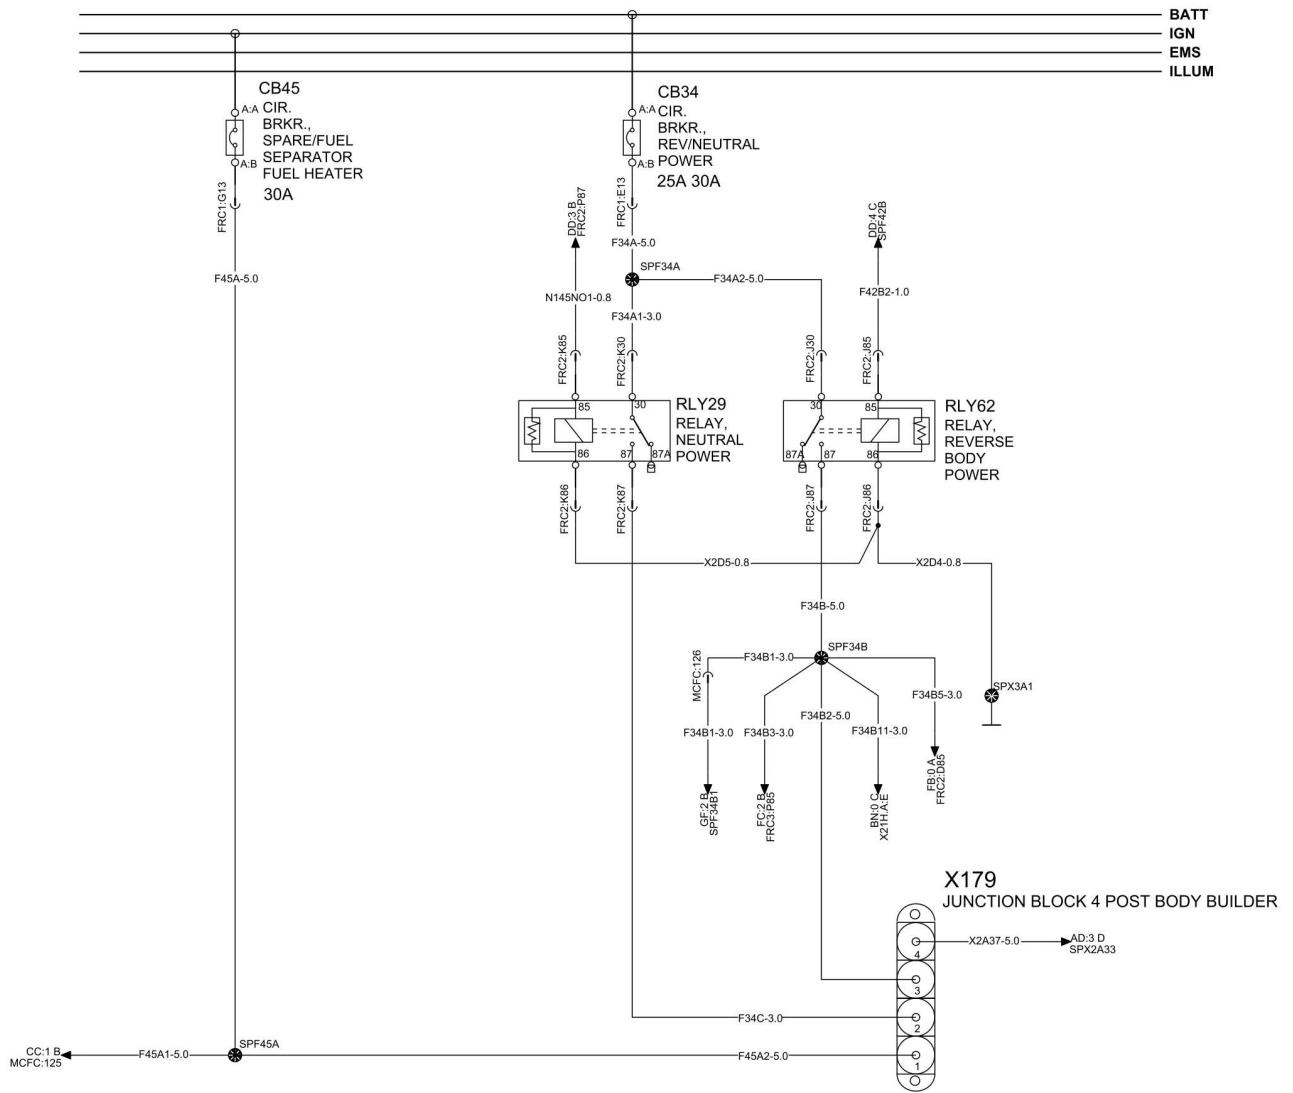 BATT
IGN
EMS
ILLUM
CB45
A:A CIR.
BRKR.,
SPARE/FUEL
SEPARATOR
A:B
FUEL HEATER
30A
FRC1:G13
F45A-5.0
CB34
A:A CIR.
BRKR.,
REV/NEUTRAL
A:B POWER
25A 30A
FRC1:E13
F34A-5.0
DD:3 B
FRC2:P87
DD:4 C
SPF42B
SPF34A
F34A2-5.0
N145NO1-0.8
F42B2-1.0
F34A1-3.0
FRC2:K85
FRC2:K30
FRC2:J30
FRC2:J85
85
30
86
87
87A
RLY29
RELAY,
NEUTRAL
POWER
30
85
87A
87
86
RLY62
RELAY,
REVERSE
BODY
POWER
FRC2:K86
FRC2:K87
FRC2:J87
FRC2:J86
X2D5-0.8
X2D4-0.8
F34B-5.0
SPF34B
MCFC:126
F34B1-3.0
F34B5-3.0
SPX3A1
F34B2-5.0
F34B1-3.0
F34B3-3.0
F34B11-3.0
GF:2 B
SPF34B1
FC:2 B
FRC3:P85
BN:0 C
X21H.A:E
FB:0 A
FRC2:D85
X179
JUNCTION BLOCK 4 POST BODY BUILDER
4
X2A37-5.0
AD:3 D
SPX2A33
3
F34C-3.0
2
CC:1 B
MCFC:125
F45A1-5.0
SPF45A
F45A2-5.0
1